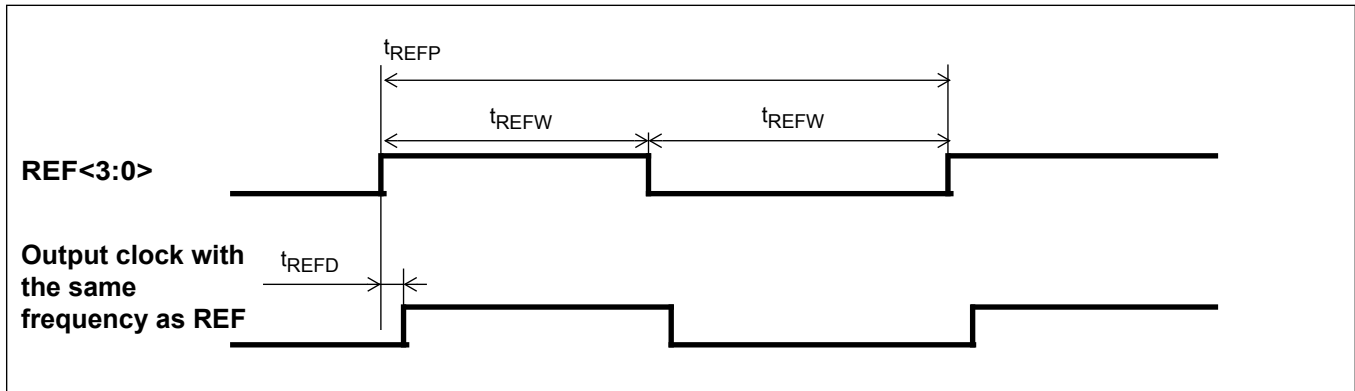 tREFP
tREFW
tREFW
REF<3:0>
Output clock with
the same
frequency as REF
tREFD